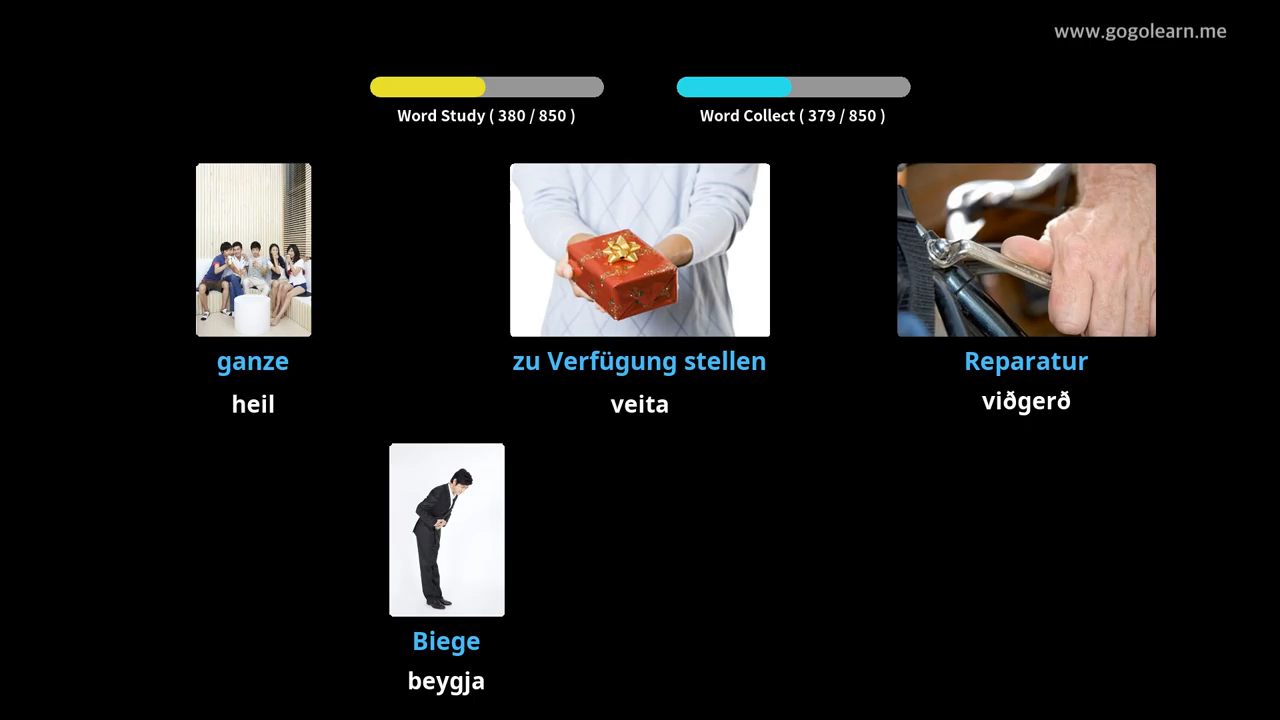 www.gogolearn.me
Word Study ( 380 / 850 )
Word Collect ( 379 / 850 )
ganze
heil
zu Verfügung stellen
veita
Reparatur
viðgerð
Biege
beygja